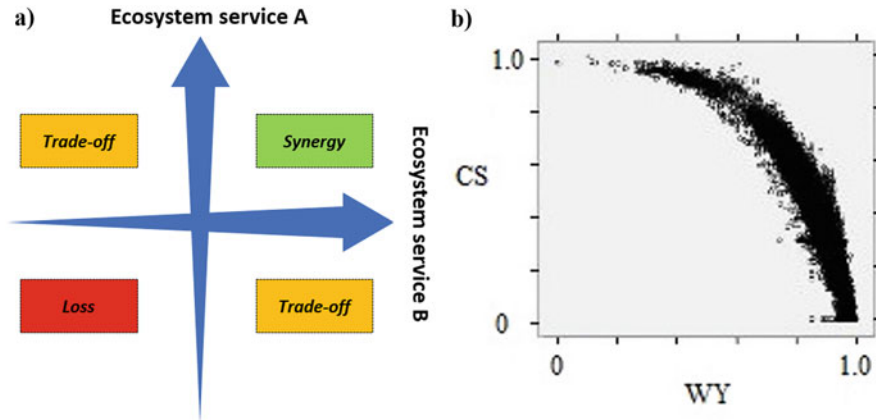 a)
Ecosystem service A
Trade-off
Synergy
Ecosystem service B
Loss
Trade-off
b)
1.0
CS
0
0
1.0
WY